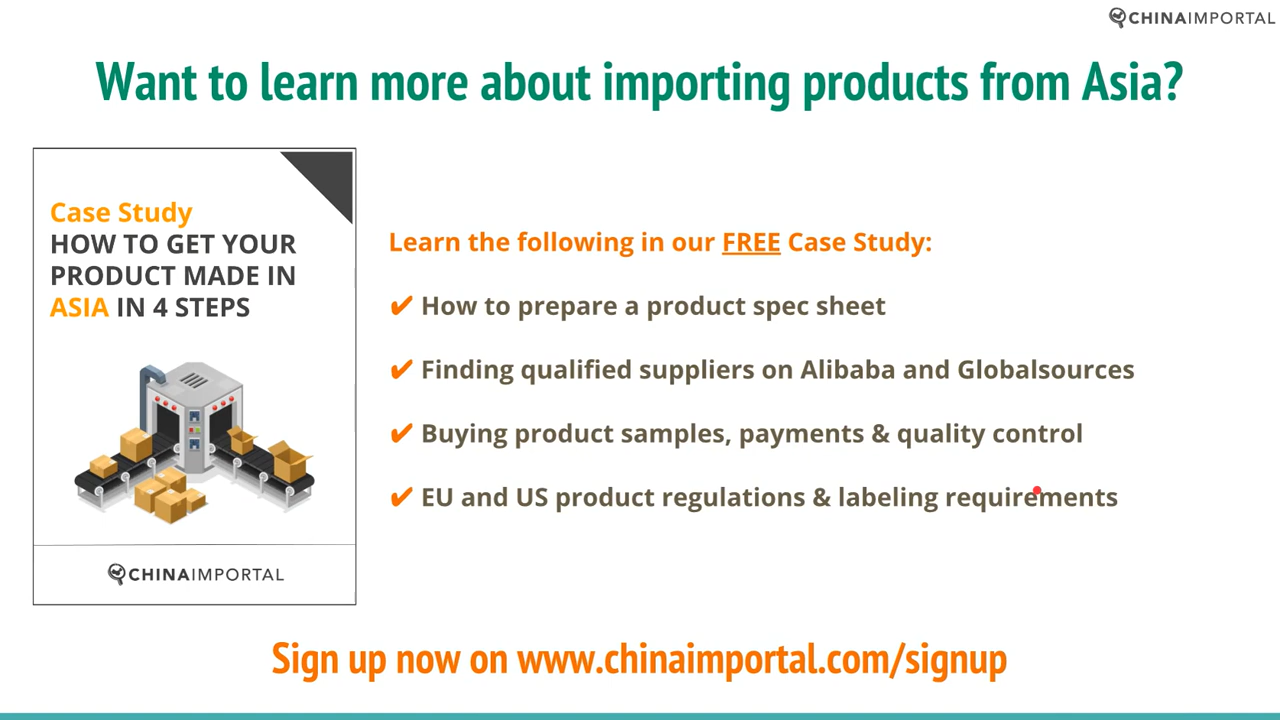 CHINAIMPORTAL
Want to learn more about importing products from Asia?
Case Study
HOW TO GET YOUR
PRODUCT MADE IN
ASIA IN 4 STEPS
CHINAIMPORTAL
Learn the following in our FREE Case Study:
✔ How to prepare a product spec sheet
✔ Finding qualified suppliers on Alibaba and Globalsources
✔ Buying product samples, payments & quality control
✔ EU and US product regulations & labeling requirements
Sign up now on www.chinaimportal.com/signup